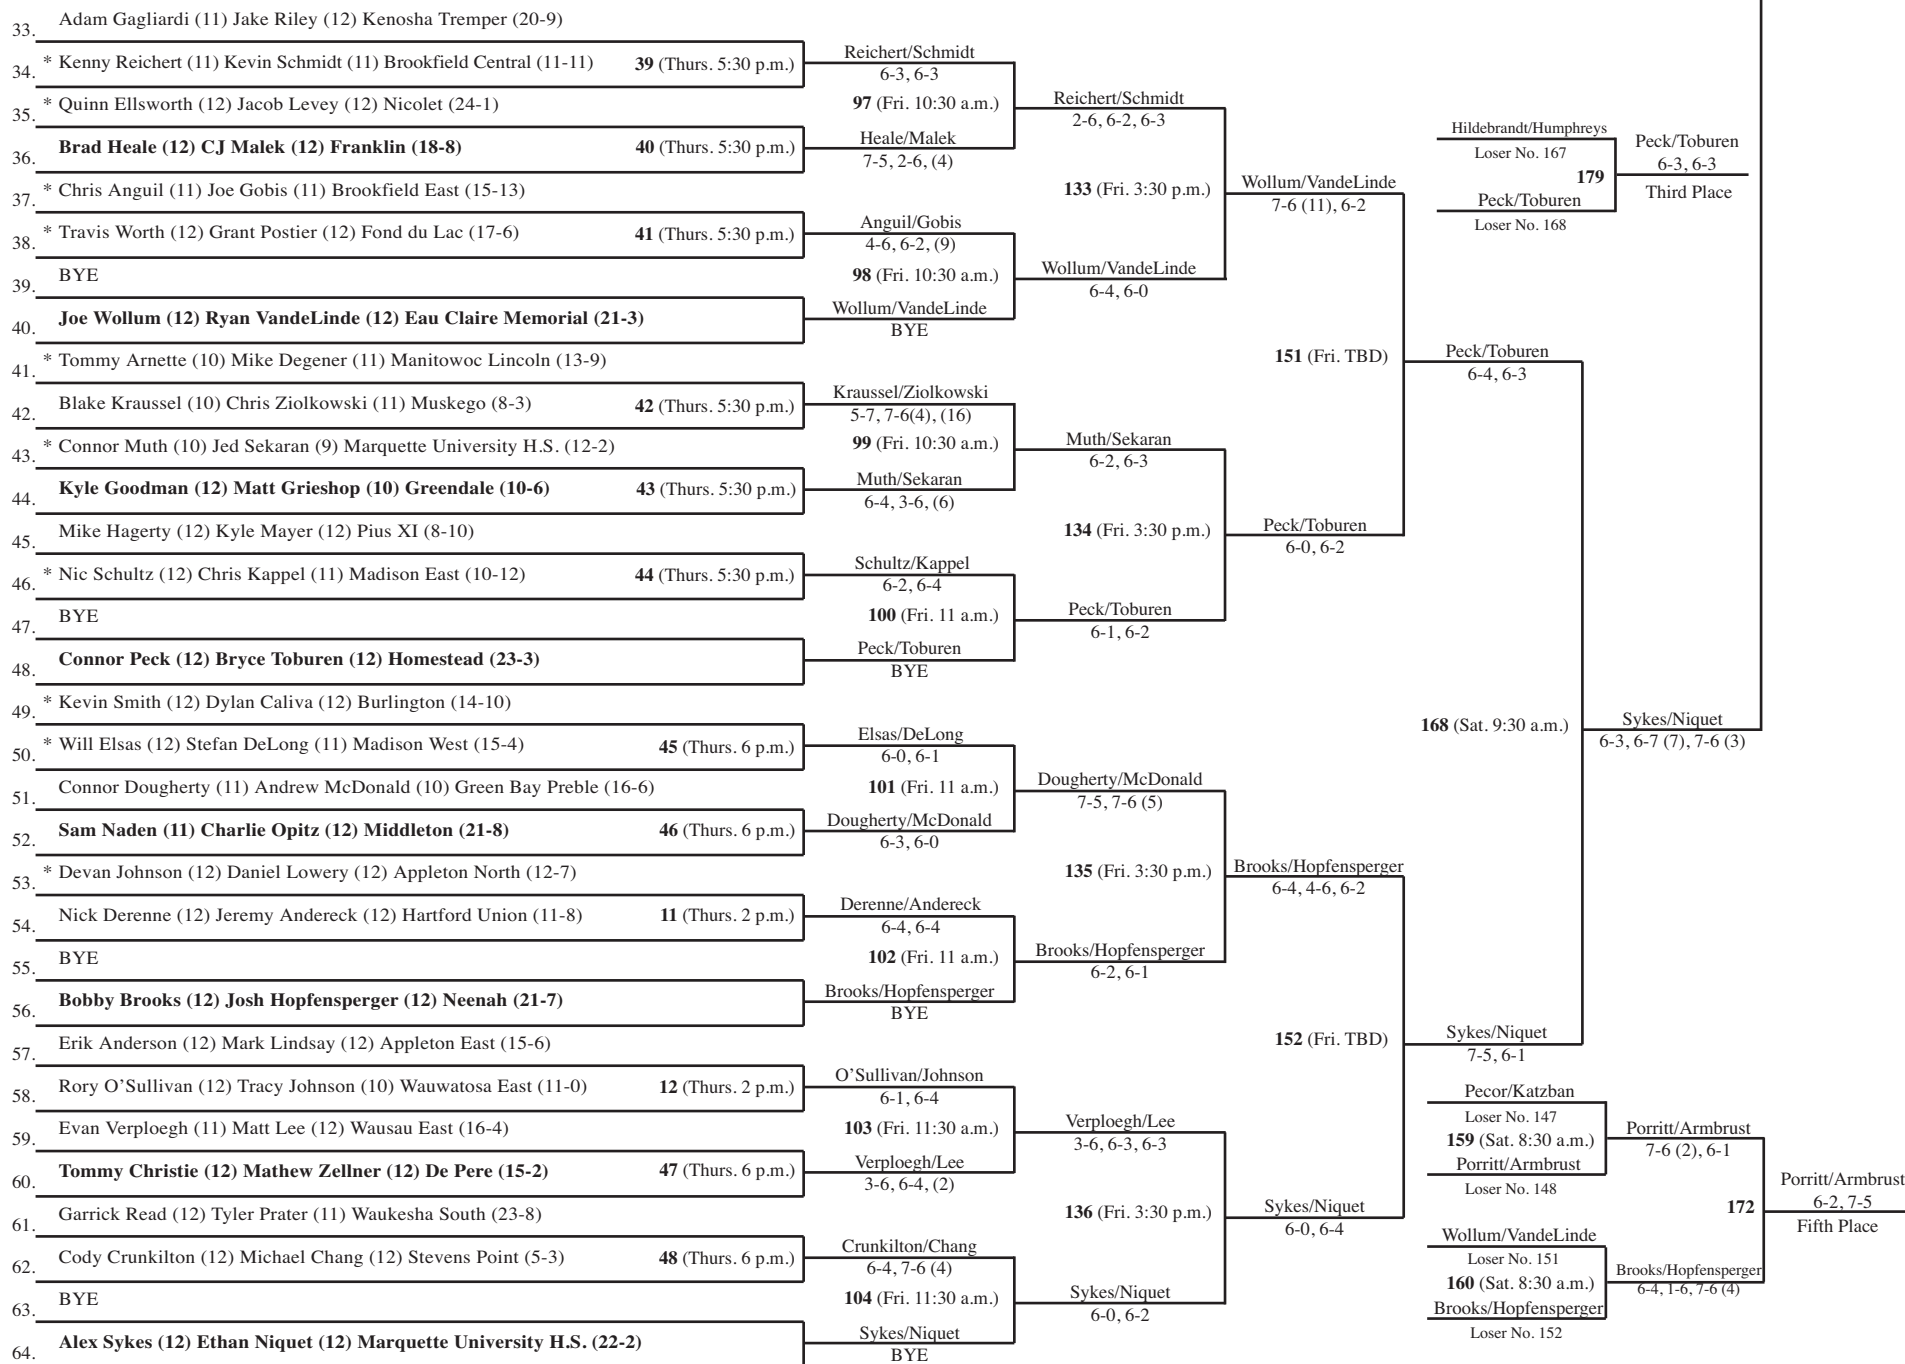 33. Adam Gagliardi (11) Jake Riley (12) Kenosha Tremper (20-9)
34. * Kenny Reichert (11) Kevin Schmidt (11) Brookfield Central (11-11) 39 (Thurs. 5:30 p.m.)
35. * Quinn Ellsworth (12) Jacob Levey (12) Nicolet (24-1)
36. Brad Heale (12) CJ Malek (12) Franklin (18-8) 40 (Thurs. 5:30 p.m.)
37. * Chris Anguil (11) Joe Gobis (11) Brookfield East (15-13)
38. * Travis Worth (12) Grant Postier (12) Fond du Lac (17-6) 41 (Thurs. 5:30 p.m.)
39. BYE
40. Joe Wollum (12) Ryan VandeLinde (12) Eau Claire Memorial (21-3)
41. * Tommy Arnette (10) Mike Degener (11) Manitowoc Lincoln (13-9)
42. Blake Kraussel (10) Chris Ziolkowski (11) Muskego (8-3) 42 (Thurs. 5:30 p.m.)
43. * Connor Muth (10) Jed Sekaran (9) Marquette University H.S. (12-2)
44. Kyle Goodman (12) Matt Grieshop (10) Greendale (10-6) 43 (Thurs. 5:30 p.m.)
45. Mike Hagerty (12) Kyle Mayer (12) Pius XI (8-10)
46. * Nic Schultz (12) Chris Kappel (11) Madison East (10-12) 44 (Thurs. 5:30 p.m.)
47. BYE
48. Connor Peck (12) Bryce Toburen (12) Homestead (23-3)
49. * Kevin Smith (12) Dylan Caliva (12) Burlington (14-10)
50. * Will Elsas (12) Stefan DeLong (11) Madison West (15-4) 45 (Thurs. 6 p.m.)
51. Connor Dougherty (11) Andrew McDonald (10) Green Bay Preble (16-6)
52. Sam Naden (11) Charlie Opitz (12) Middleton (21-8) 46 (Thurs. 6 p.m.)
53. * Devan Johnson (12) Daniel Lowery (12) Appleton North (12-7)
54. Nick Derenne (12) Jeremy Andereck (12) Hartford Union (11-8) 11 (Thurs. 2 p.m.)
55. BYE
56. Bobby Brooks (12) Josh Hopfensperger (12) Neenah (21-7)
57. Erik Anderson (12) Mark Lindsay (12) Appleton East (15-6)
58. Rory O'Sullivan (12) Tracy Johnson (10) Wauwatosa East (11-0) 12 (Thurs. 2 p.m.)
59. Evan Verploegh (11) Matt Lee (12) Wausau East (16-4)
60. Tommy Christie (12) Mathew Zellner (12) De Pere (15-2) 47 (Thurs. 6 p.m.)
61. Garrick Read (12) Tyler Prater (11) Waukesha South (23-8)
62. Cody Crunkilton (12) Michael Chang (12) Stevens Point (5-3) 48 (Thurs. 6 p.m.)
63. BYE
64. Alex Sykes (12) Ethan Niquet (12) Marquette University H.S. (22-2)
Reichert/Schmidt
6-3, 6-3
97 (Fri. 10:30 a.m.)
Heale/Malek
7-5, 2-6, (4)
Anguil/Gobis
4-6, 6-2, (9)
98 (Fri. 10:30 a.m.)
Wollum/VandeLinde
BYE
Kraussel/Ziolkowski
5-7, 7-6(4), (16)
99 (Fri. 10:30 a.m.)
Muth/Sekaran
6-4, 3-6, (6)
Schultz/Kappel
6-2, 6-4
100 (Fri. 11 a.m.)
Peck/Toburen
BYE
Elsas/DeLong
6-0, 6-1
101 (Fri. 11 a.m.)
Dougherty/McDonald
6-3, 6-0
Derenne/Andereck
6-4, 6-4
102 (Fri. 11 a.m.)
Brooks/Hopfensperger
BYE
O'Sullivan/Johnson
6-1, 6-4
103 (Fri. 11:30 a.m.)
Verploegh/Lee
3-6, 6-4, (2)
Crunkilton/Chang
6-4, 7-6 (4)
104 (Fri. 11:30 a.m.)
Sykes/Niquet
BYE
Reichert/Schmidt
2-6, 6-2, 6-3
133 (Fri. 3:30 p.m.)
Wollum/VandeLinde
6-4, 6-0
Muth/Sekaran
6-2, 6-3
134 (Fri. 3:30 p.m.)
Peck/Toburen
6-1, 6-2
Dougherty/McDonald
7-5, 7-6 (5)
135 (Fri. 3:30 p.m.)
Brooks/Hopfensperger
6-2, 6-1
Verploegh/Lee
3-6, 6-3, 6-3
136 (Fri. 3:30 p.m.)
Sykes/Niquet
6-0, 6-2
Wollum/VandeLinde
7-6 (11), 6-2
151 (Fri. TBD)
Peck/Toburen
6-0, 6-2
Brooks/Hopfensperger
6-4, 4-6, 6-2
152 (Fri. TBD)
Sykes/Niquet
6-0, 6-4
Peck/Toburen
6-4, 6-3
168 (Sat. 9:30 a.m.)
Sykes/Niquet
7-5, 6-1
Sykes/Niquet
6-3, 6-7 (7), 7-6 (3)
Hildebrandt/Humphreys
Loser No. 167
179
Peck/Toburen
Loser No. 168
Peck/Toburen
6-3, 6-3
Third Place
Pecor/Katzban
Loser No. 147
159 (Sat. 8:30 a.m.)
Porritt/Armbrust
Loser No. 148
Porritt/Armbrust
7-6 (2), 6-1
172
Wollum/VandeLinde
Loser No. 151
160 (Sat. 8:30 a.m.)
Brooks/Hopfensperger
Loser No. 152
Brooks/Hopfensperger
6-4, 1-6, 7-6 (4)
Porritt/Armbrust
6-2, 7-5
Fifth Place